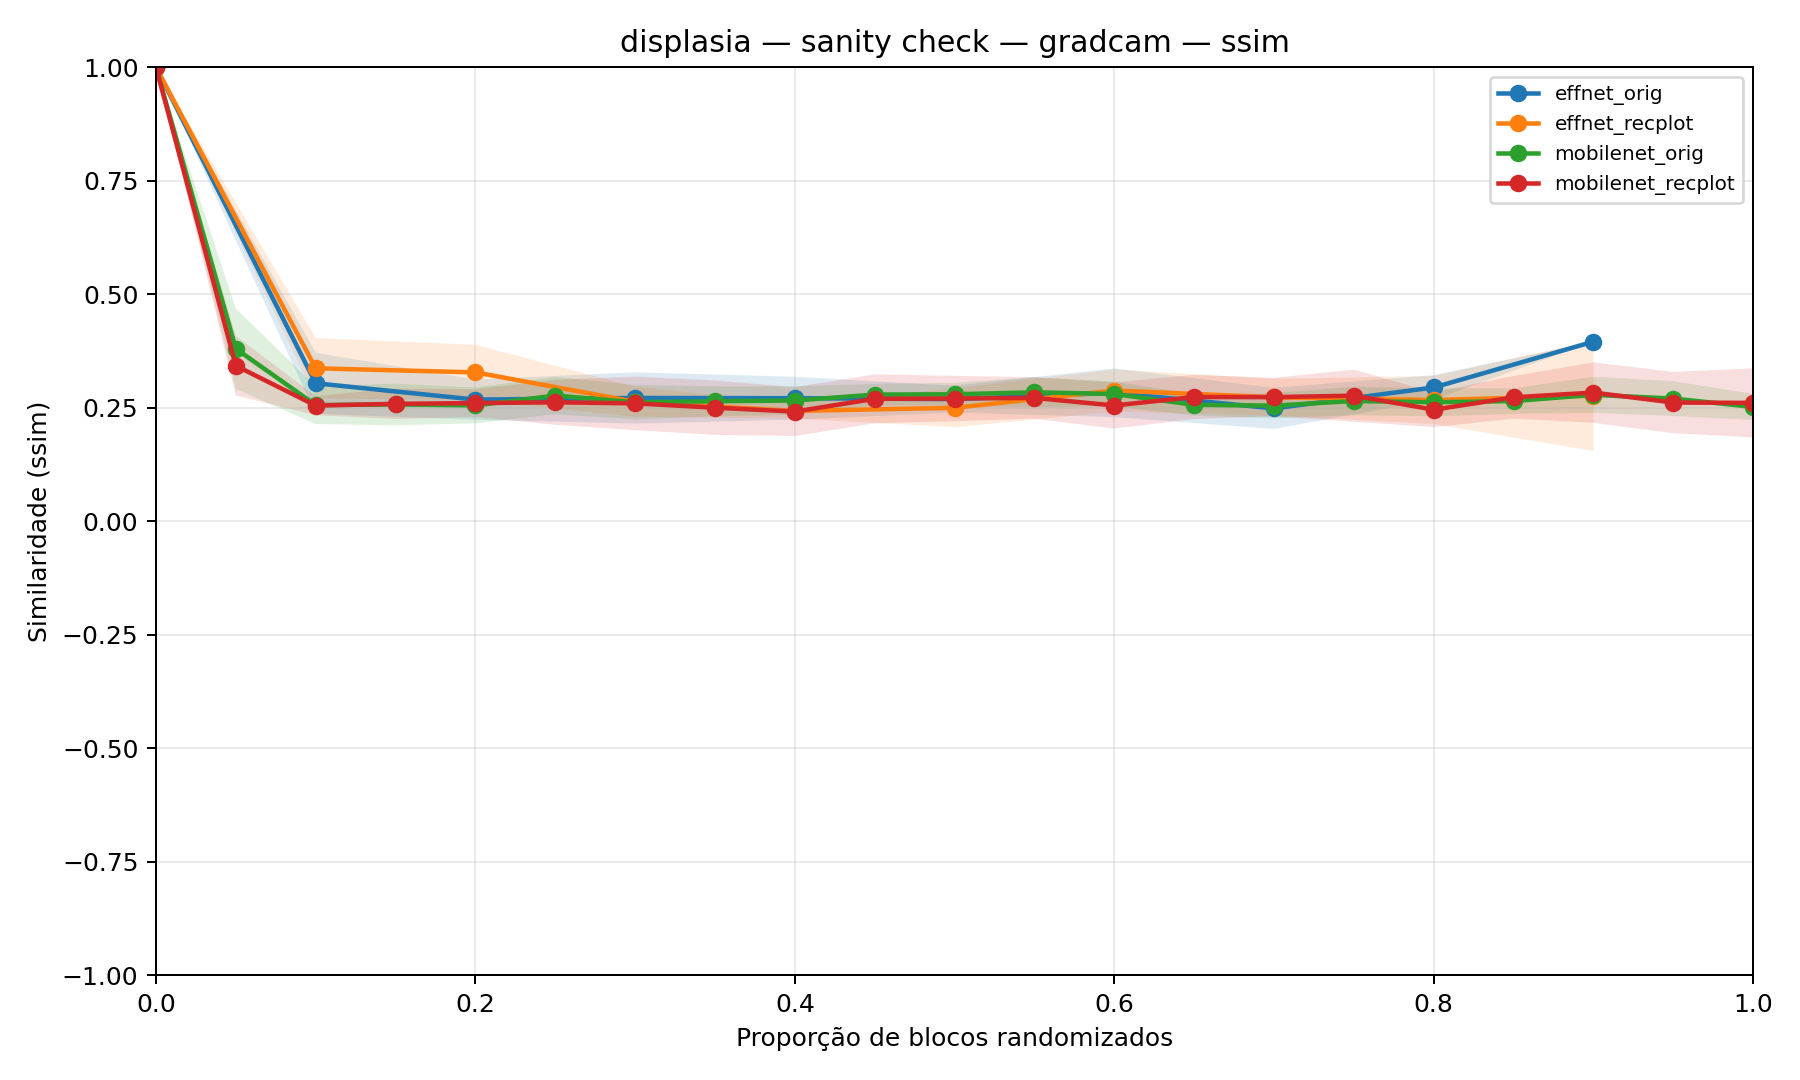 displasia — sanity check — gradcam — ssim
effnet_orig
effnet_recplot
mobilenet_orig
mobilenet_recplot
Similaridade (ssim)
1.00
0.75
0.50
0.25
0.00
−0.25
−0.50
−0.75
−1.00
0.0 0.2 0.4 0.6 0.8 1.0
Proporção de blocos randomizados